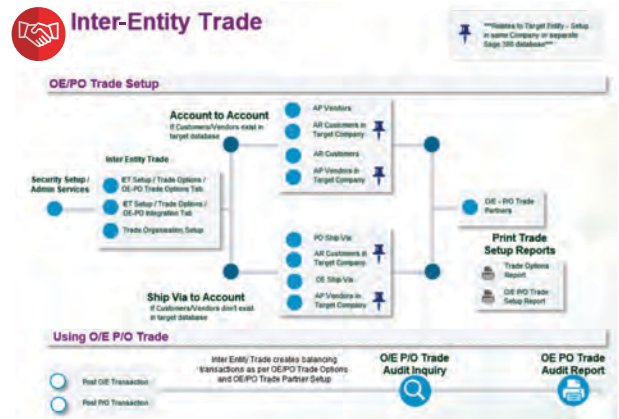 Inter-Entity Trade
***Relates to Target Entity - Setup
in same Company or separate
Sage 300 database***
OE/PO Trade Setup
Account to Account
If Customers/Vendors exist in
target database
AP Vendors
AR Customers in
Target Company
AR Customers
AP Vendors in
Target Company
Inter Entity Trade
Security Setup /
Admin Services
IET Setup / Trade Options /
OE-PO Trade Options Tab
IET Setup / Trade Options /
OE-PO Integration Tab
Trade Organisation Setup
O/E - P/O Trade
Partners
PO Ship Via
AR Customers in
Target Company
OE Ship Via
AP Vendors in
Target Company
Print Trade
Setup Reports
Trade Options
Report
O/E P/O Trade
Setup Report
Ship Via to Account
If Customers/Vendors don't exist
in target database
Using O/E P/O Trade
Post O/E Transaction
Post P/O Transaction
Inter Entity Trade creates balancing
transactions as per OE/PO Trade Options
and OE/PO Trade Partner Setup
O/E P/O Trade
Audit Inquiry
OE PO Trade
Audit Report